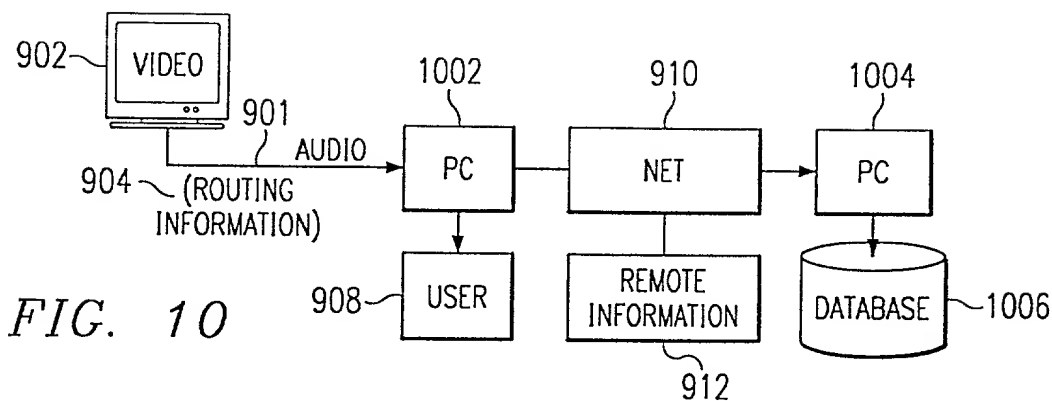 902
VIDEO
901
AUDIO
904
(ROUTING
INFORMATION)
1002
PC
910
NET
1004
PC
908
USER
REMOTE
INFORMATION
912
DATABASE
1006
FIG. 10